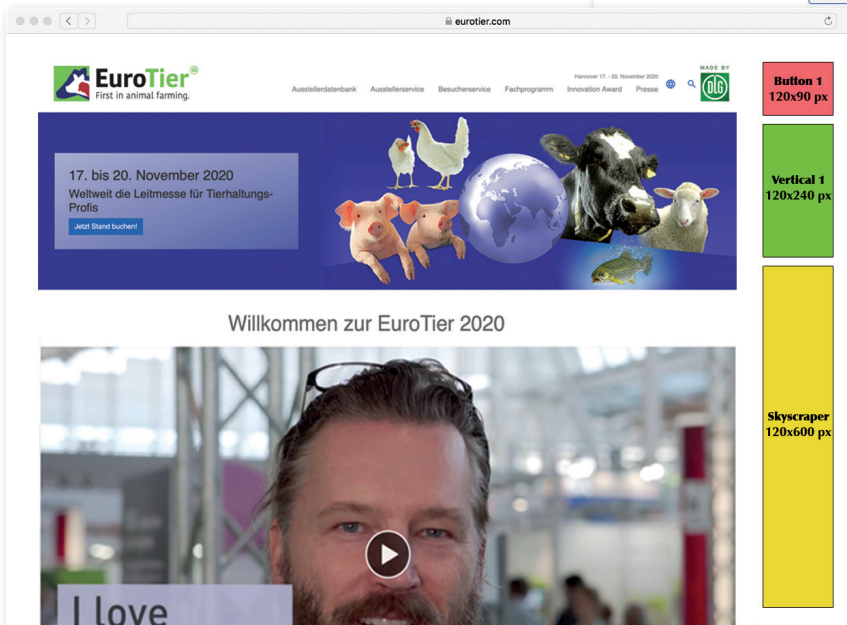 eurotier.com
EuroTier®
First in animal farming.
Hannover 17. - 20. November 2020
MADE BY
DLG
Ausstellerdatenbank Ausstellerservice Besucherservice Fachprogramm Innovation Award Presse
17. bis 20. November 2020
Weltweit die Leitmesse für Tierhaltungs-
Profis
Jetzt Stand buchen!
Willkommen zur EuroTier 2020
I love
Button 1
120x90 px
Vertical 1
120x240 px
Skyscraper
120x600 px